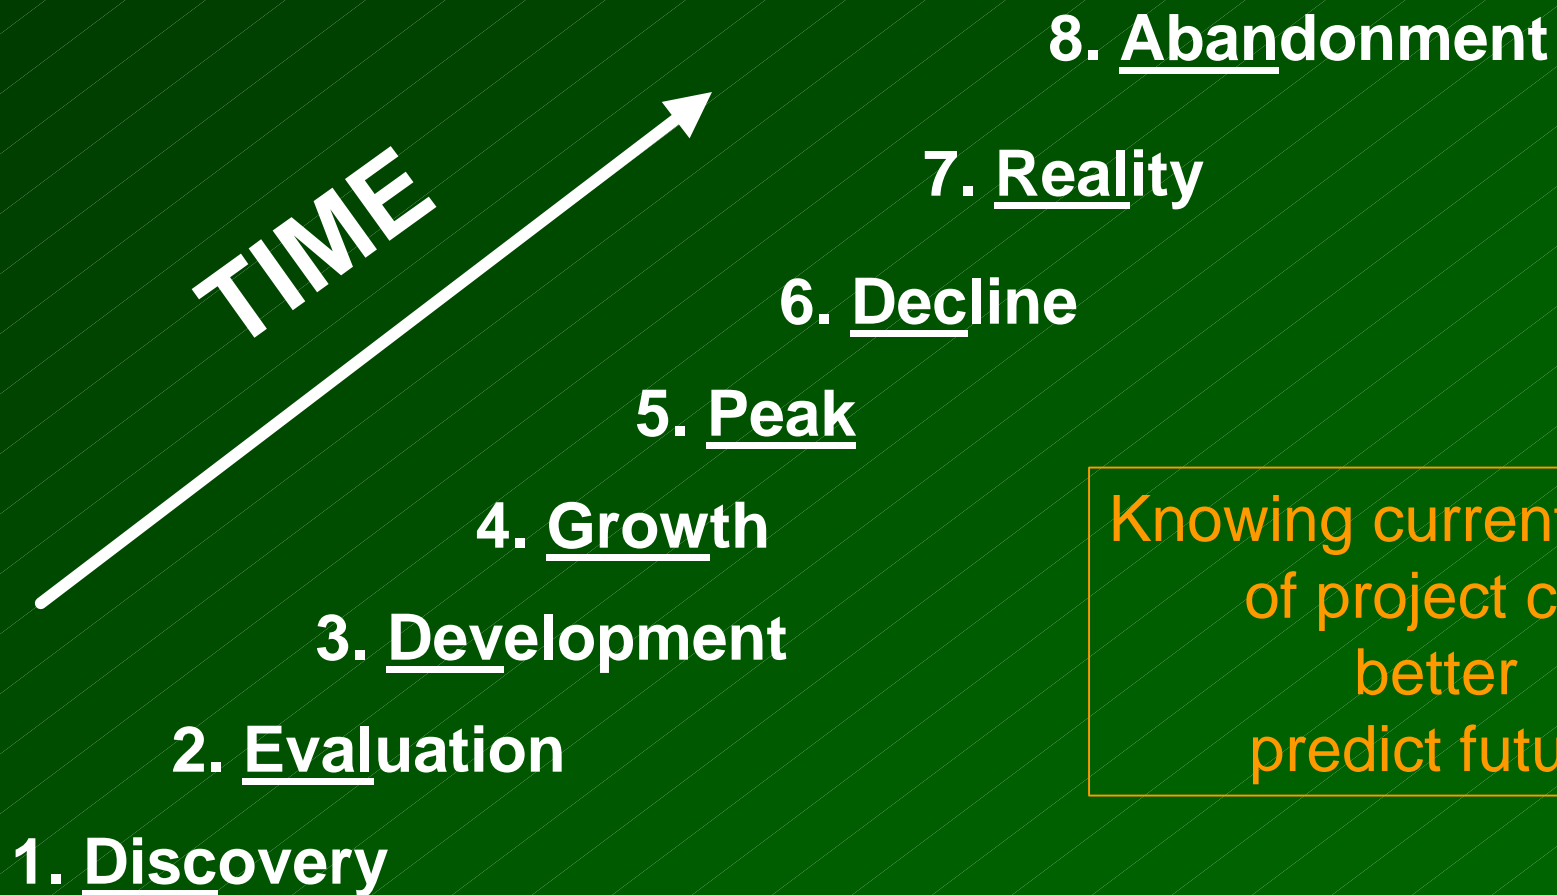 8. Abandonment
TIME
7. Reality
6. Decline
5. Peak
4. Growth
Knowing current
of project c
better
predict futu
3. Development
2. Evaluation
1. Discovery